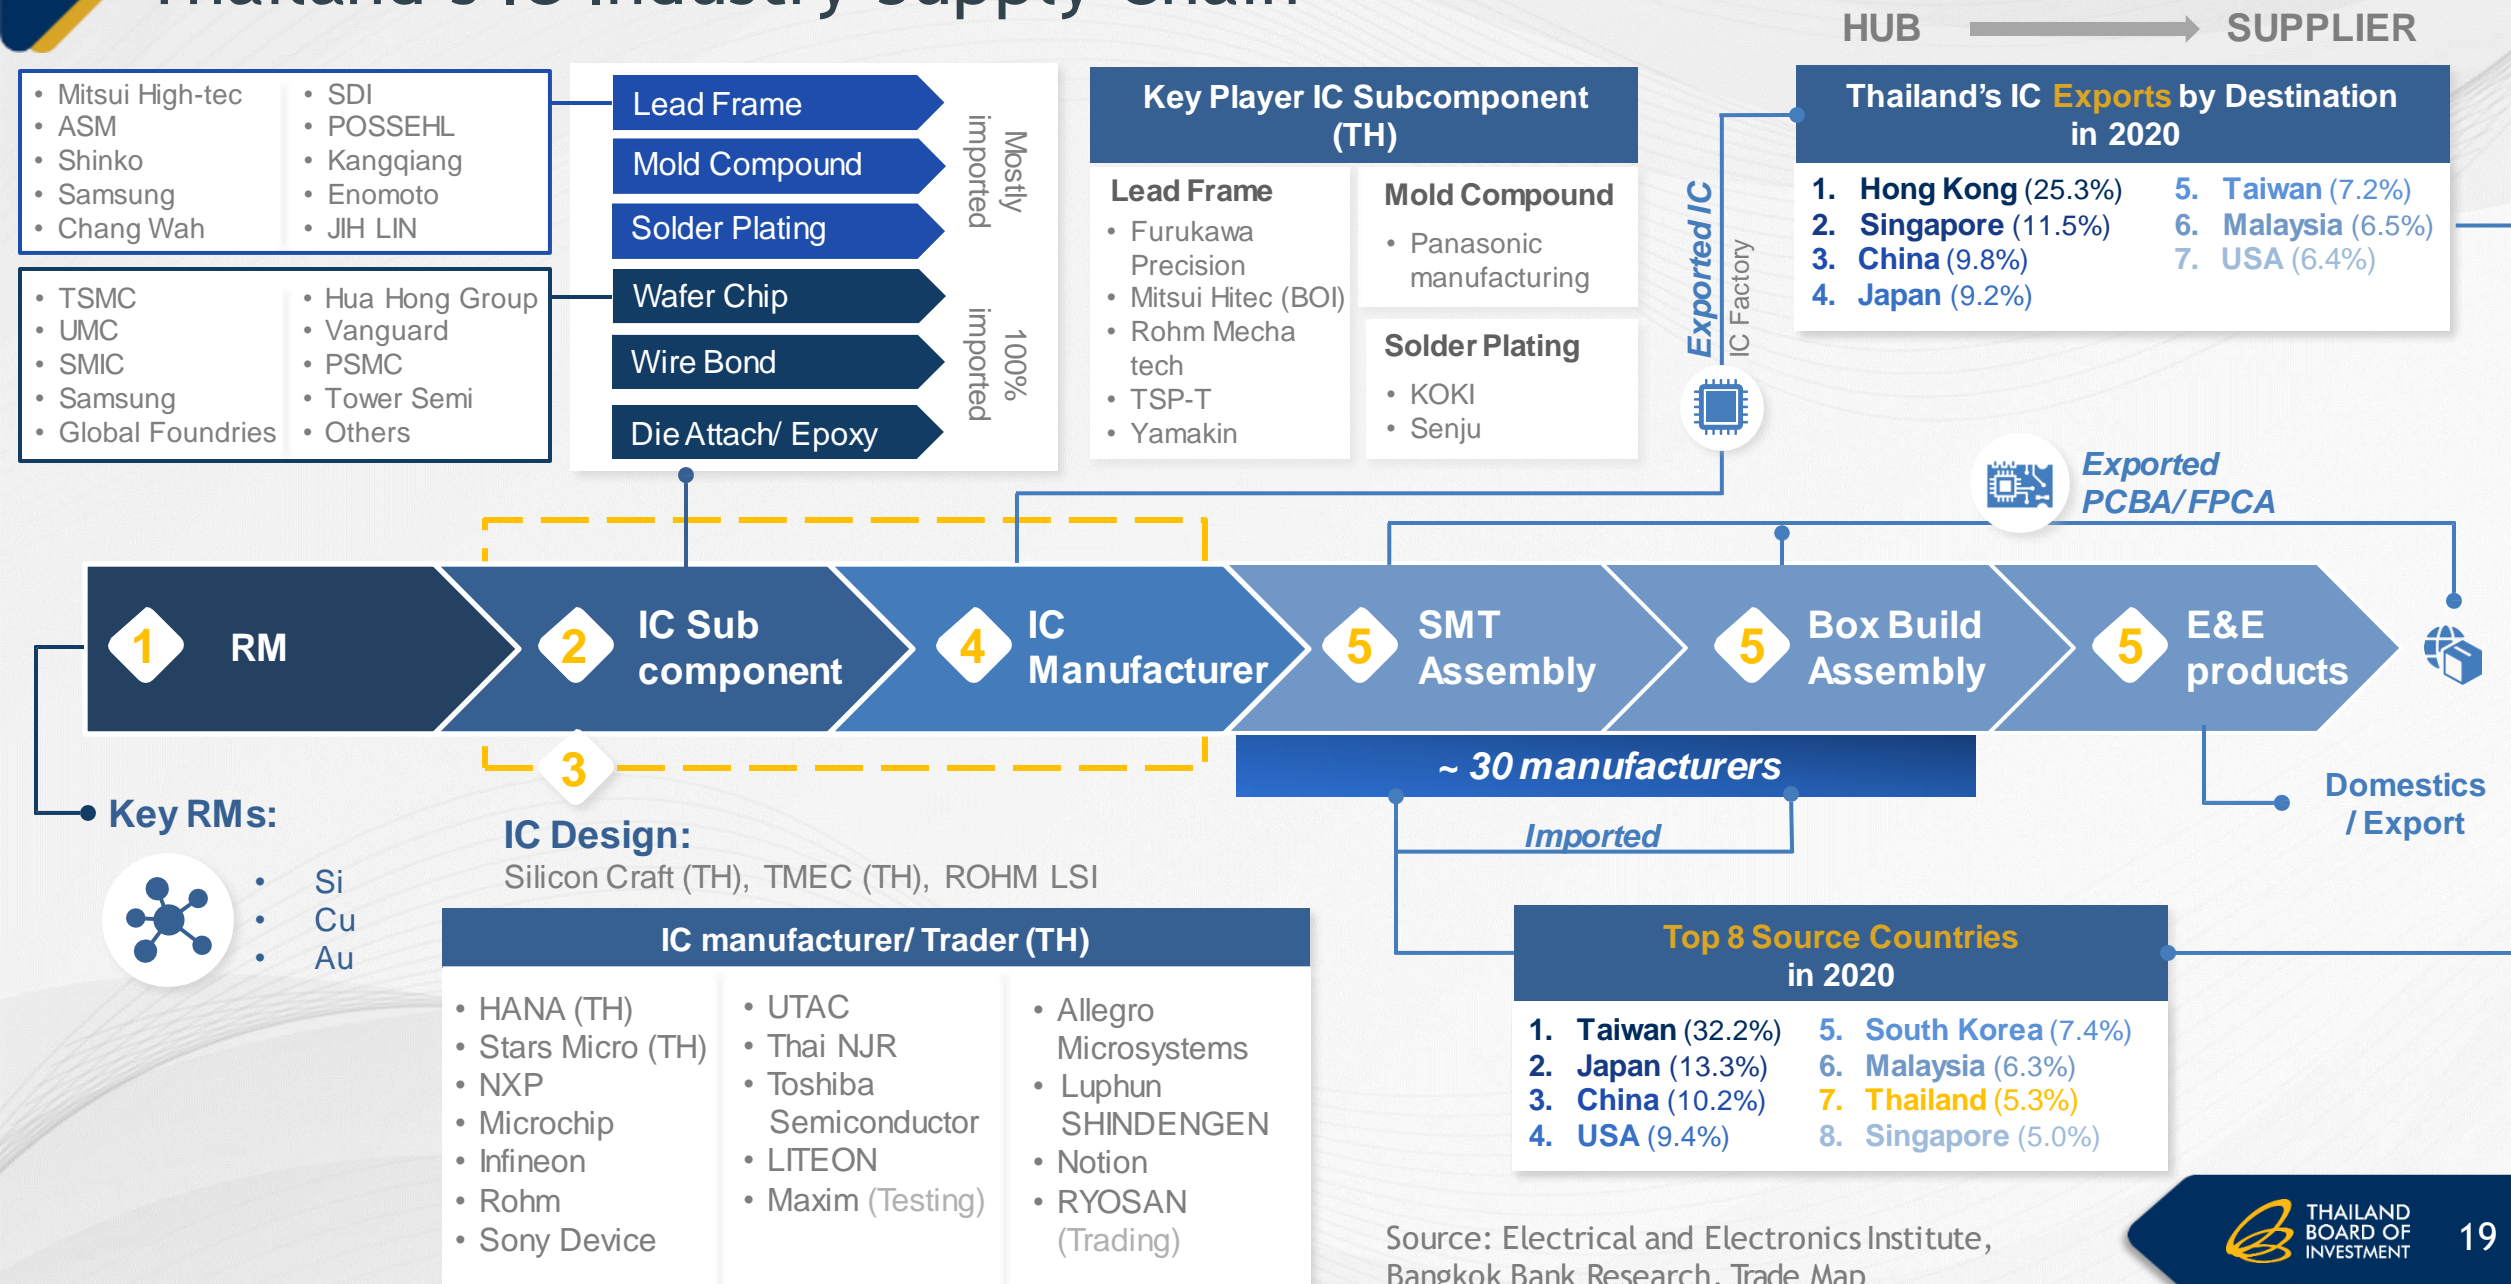 Thailand's IC Industry Supply Chain
HUB
SUPPLIER
• Mitsui High-tec
• ASM
• Shinko
• Samsung
• Chang Wah
• SDI
• POSSEHL
• Kangqiang
• Enomoto
• JIH LIN
• TSMC
• UMC
• SMIC
• Samsung
• Global Foundries
• Hua Hong Group
• Vanguard
• PSMC
• Tower Semi
• Others
Lead Frame
Mold Compound
Solder Plating
Wafer Chip
Wire Bond
Die Attach/ Epoxy
Mostly
imported
100%
imported
Key Player IC Subcomponent
(TH)
Lead Frame
• Furukawa
Precision
• Mitsui Hitec (BOI)
• Rohm Mecha
tech
• TSP-T
• Yamakin
Mold Compound
• Panasonic
manufacturing
Solder Plating
• KOKI
• Senju
Exported IC
IC Factory
Thailand's IC Exports by Destination
in 2020
1. Hong Kong (25.3%)
2. Singapore (11.5%)
3. China (9.8%)
4. Japan (9.2%)
5. Taiwan (7.2%)
6. Malaysia (6.5%)
7. USA (6.4%)
Exported
PCBA/ FPCA
1
RM
2
IC Sub
component
4
IC
Manufacturer
5
SMT
Assembly
5
Box Build
Assembly
5
E&E
products
3
~ 30 manufacturers
Imported
Domestics
/ Export
Key RMs:
• Si
• Cu
• Au
IC Design:
Silicon Craft (TH), TMEC (TH), ROHM LSI
IC manufacturer/ Trader (TH)
• HANA (TH)
• Stars Micro (TH)
• NXP
• Microchip
• Infineon
• Rohm
• Sony Device
• UTAC
• Thai NJR
• Toshiba
Semiconductor
• LITEON
• Maxim (Testing)
• Allegro
Microsystems
• Luphun
SHINDENGEN
• Notion
• RYOSAN
(Trading)
Top 8 Source Countries
in 2020
1. Taiwan (32.2%)
2. Japan (13.3%)
3. China (10.2%)
4. USA (9.4%)
5. South Korea (7.4%)
6. Malaysia (6.3%)
7. Thailand (5.3%)
8. Singapore (5.0%)
Source: Electrical and Electronics Institute,
Bangkok Bank Research, Trade Map
THAILAND
BOARD OF
INVESTMENT
19